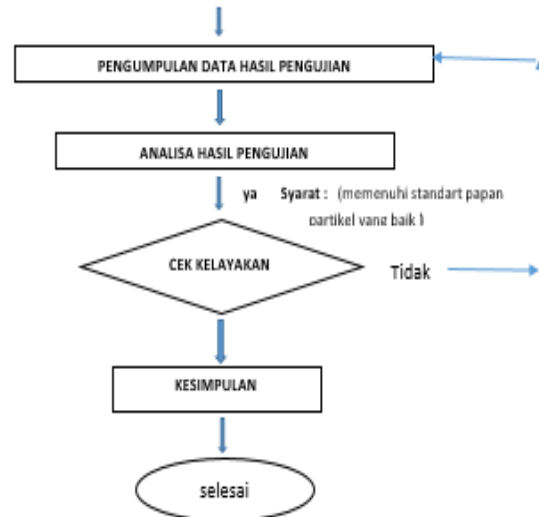 PENGUMPULAN DATA HASIL PENGUJIAN
ANALISA HASIL PENGUJIAN
ya Syarat : (memenuhi standart papan
partikel yang baik )
CEK KELAYAKAN
Tidak
KESIMPULAN
selesai